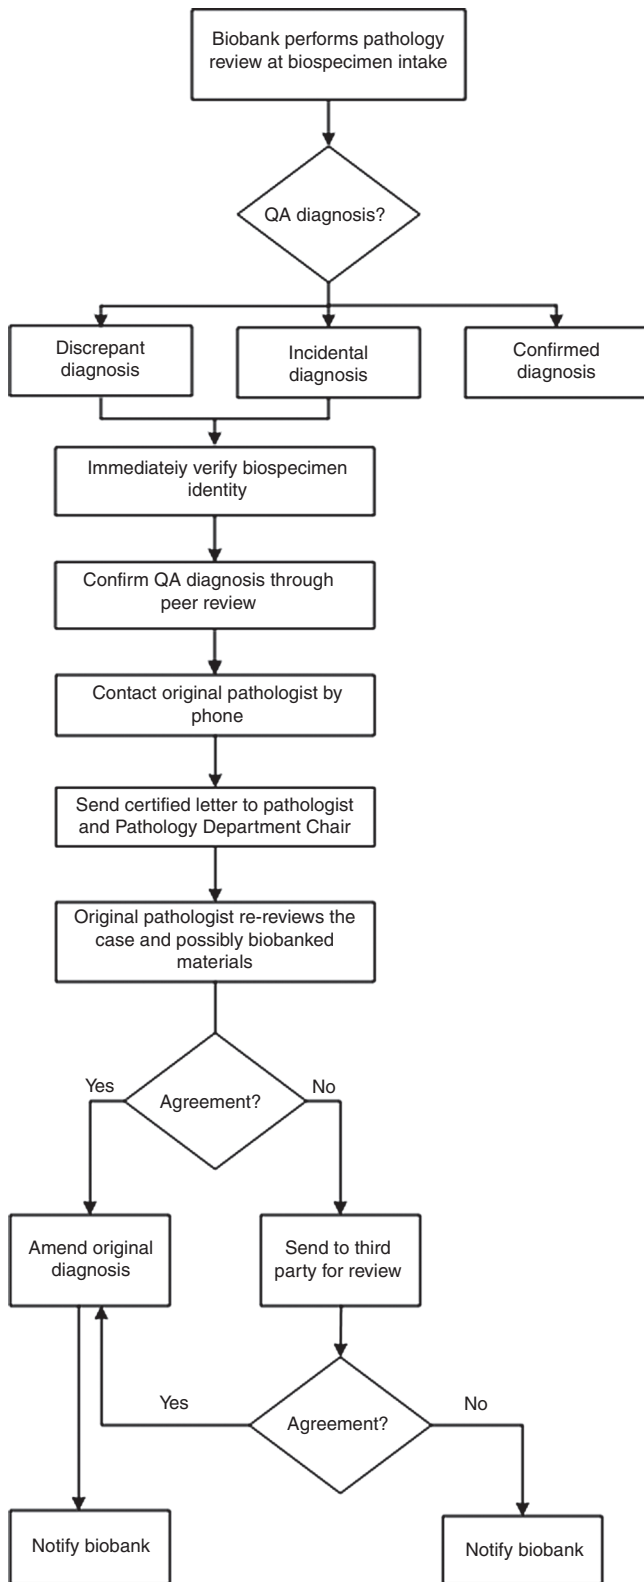 Biobank performs pathology
review at biospecimen intake
QA diagnosis?
Discrepant
diagnosis
Incidental
diagnosis
Confirmed
diagnosis
Immediateiy verify biospecimen
identity
Confirm QA diagnosis through
peer review
Contact original pathologist by
phone
Send certified letter to pathologist
and Pathology Department Chair
Original pathologist re-reviews the
case and possibly biobanked
materials
Yes
Agreement?
No
Amend original
diagnosis
Send to third
party for review
Yes
Agreement?
No
Notify biobank
Notify biobank